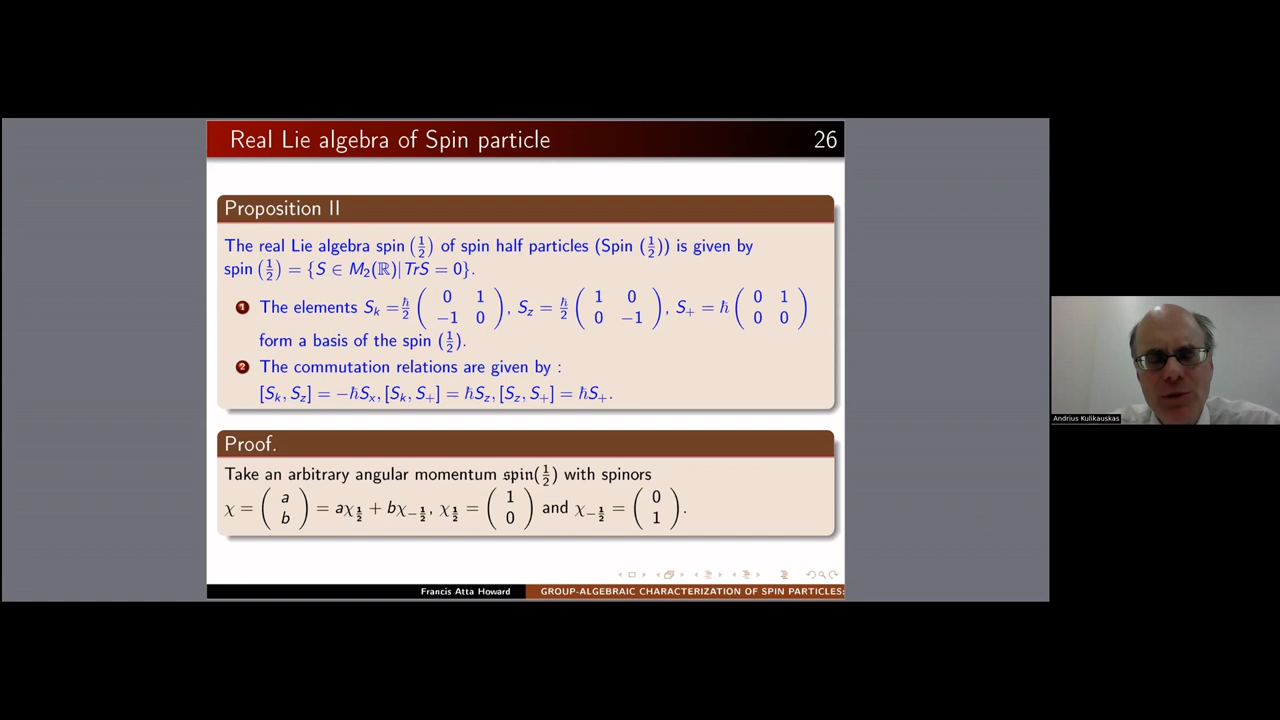 Real Lie algebra of Spin particle 26
Proposition II
The real Lie algebra spin (1/2) of spin half particles (Spin (1/2)) is given by
spin (1/2) = {S ∈ M₂(ℝ)| TrS = 0}.
1 The elements Sₖ = ħ/2 ( 0 1 ; −1 0 ), S_z = ħ/2 ( 1 0 ; 0 −1 ), S₊ = ħ ( 0 1 ; 0 0 )
form a basis of the spin (1/2).
2 The commutation relations are given by :
[Sₖ, S_z] = −ħSₓ, [Sₖ, S₊] = ħS_z, [S_z, S₊] = ħS₊.
Proof.
Take an arbitrary angular momentum spin(1/2) with spinors
χ = ( a ; b ) = aχ_{1/2} + bχ_{−1/2}, χ_{1/2} = ( 1 ; 0 ) and χ_{−1/2} = ( 0 ; 1 ).
Francis Atta Howard GROUP-ALGEBRAIC CHARACTERIZATION OF SPIN PARTICLES:
Andrius Kulikauskas